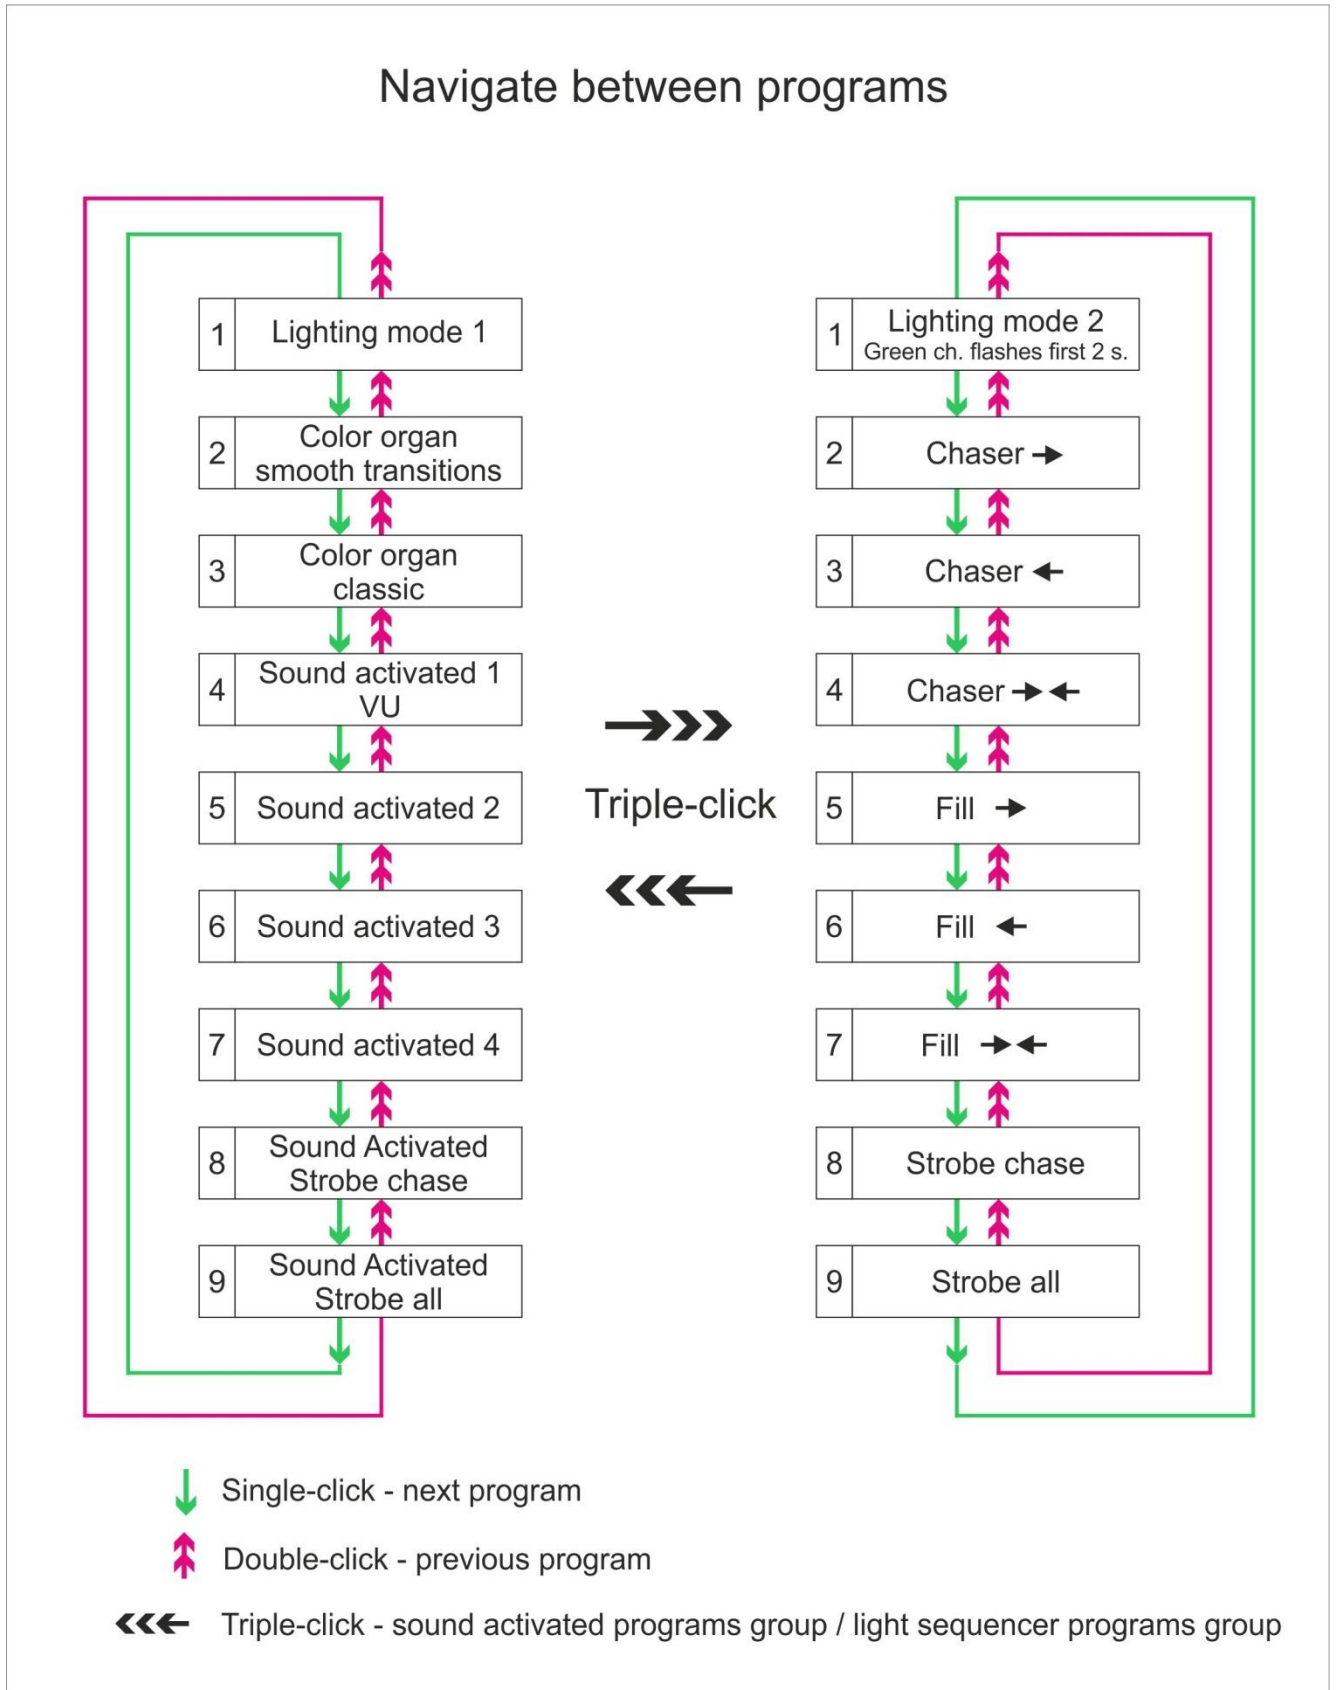 Navigate between programs
1 Lighting mode 1
2 Color organ
smooth transitions
3 Color organ
classic
4 Sound activated 1
VU
5 Sound activated 2
6 Sound activated 3
7 Sound activated 4
8 Sound Activated
Strobe chase
9 Sound Activated
Strobe all
Triple-click
1 Lighting mode 2
Green ch. flashes first 2 s.
2 Chaser
3 Chaser
4 Chaser
5 Fill
6 Fill
7 Fill
8 Strobe chase
9 Strobe all
Single-click - next program
Double-click - previous program
Triple-click - sound activated programs group / light sequencer programs group